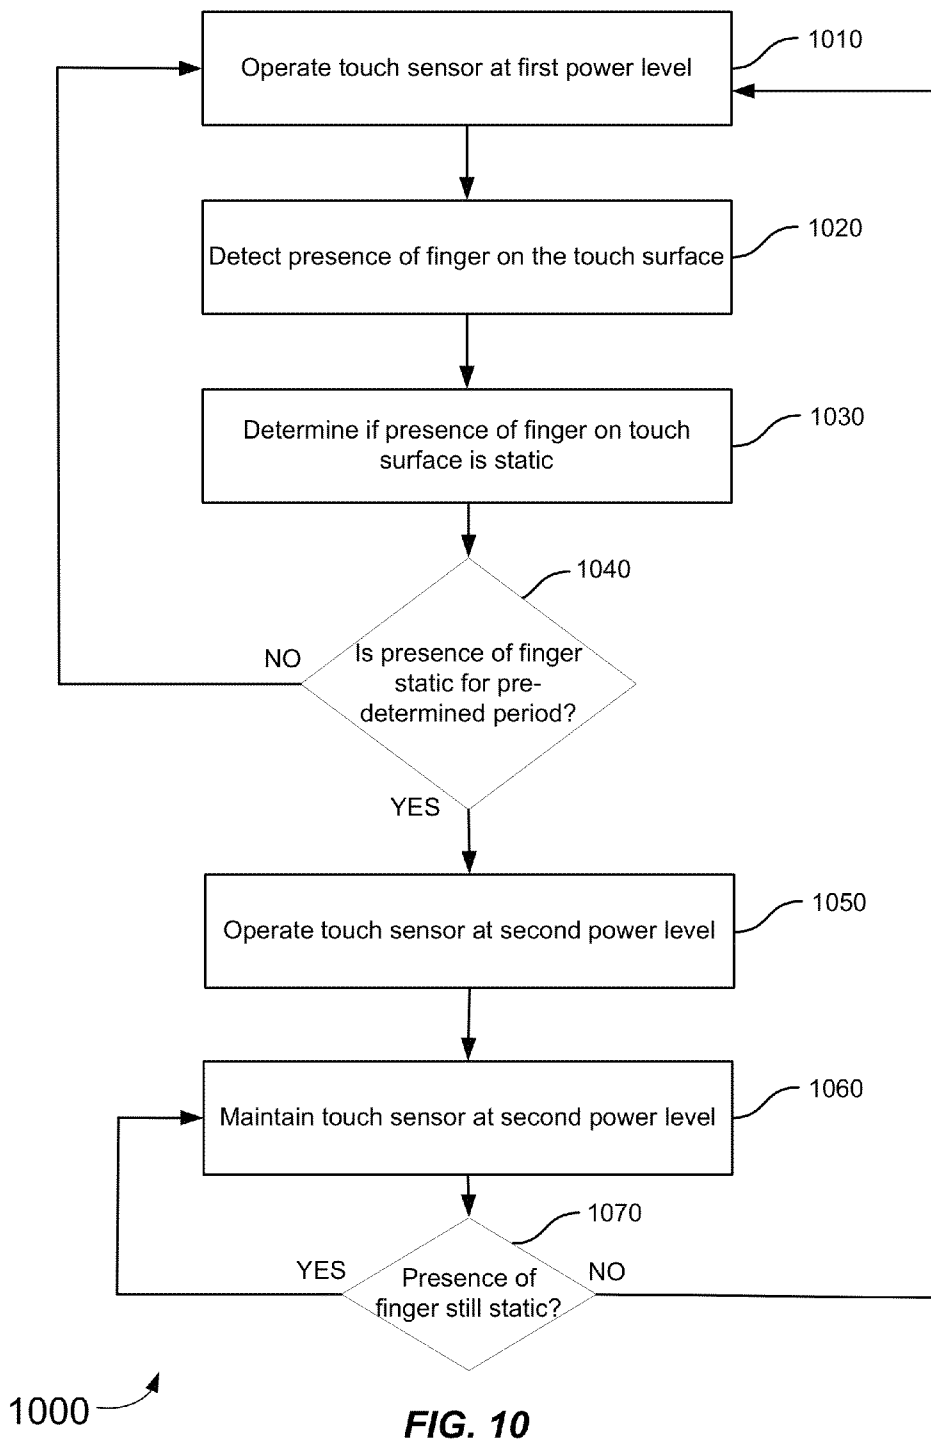 1010
Operate touch sensor at first power level
1020
Detect presence of finger on the touch surface
1030
Determine if presence of finger on touch
surface is static
1040
NO
Is presence of finger
static for pre-
determined period?
YES
1050
Operate touch sensor at second power level
1060
Maintain touch sensor at second power level
1070
YES
NO
Presence of
finger still static?
1000
FIG. 10